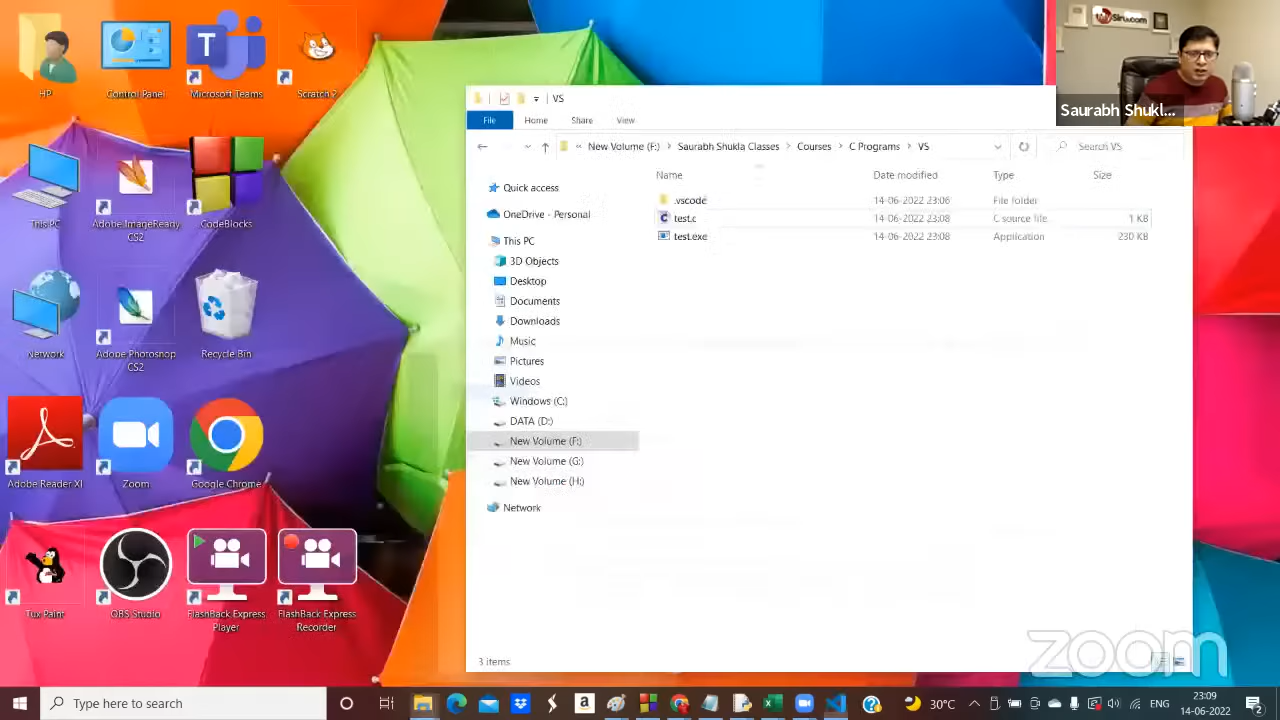 HP
Control Panel
Microsoft Teams
Scratch 2
This PC
Adobe ImageReady
CS2
CodeBlocks
Network
Adobe Photoshop
CS2
Recycle Bin
Adobe Reader XI
Zoom
Google Chrome
Tux Paint
OBS Studio
FlashBack Express
Player
FlashBack Express
Recorder
VS
File Home Share View
New Volume (F:) Saurabh Shukla Classes Courses C Programs VS
Search VS
Name Date modified Type Size
.vscode 14-06-2022 23:06 File folder
test.c 14-06-2022 23:08 C source file 1 KB
test.exe 14-06-2022 23:08 Application 230 KB
Quick access
OneDrive - Personal
This PC
3D Objects
Desktop
Documents
Downloads
Music
Pictures
Videos
Windows (C:)
DATA (D:)
New Volume (F:)
New Volume (G:)
New Volume (H:)
Network
3 items
Saurabh Shukl...
zoom
Type here to search
30°C
ENG
23:09
14-06-2022
2